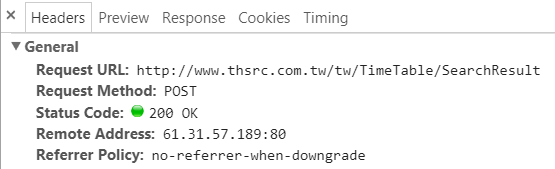 × Headers Preview Response Cookies Timing
▼ General
Request URL: http://www.thsrc.com.tw/tw/TimeTable/SearchResult
Request Method: POST
Status Code: 200 OK
Remote Address: 61.31.57.189:80
Referrer Policy: no-referrer-when-downgrade